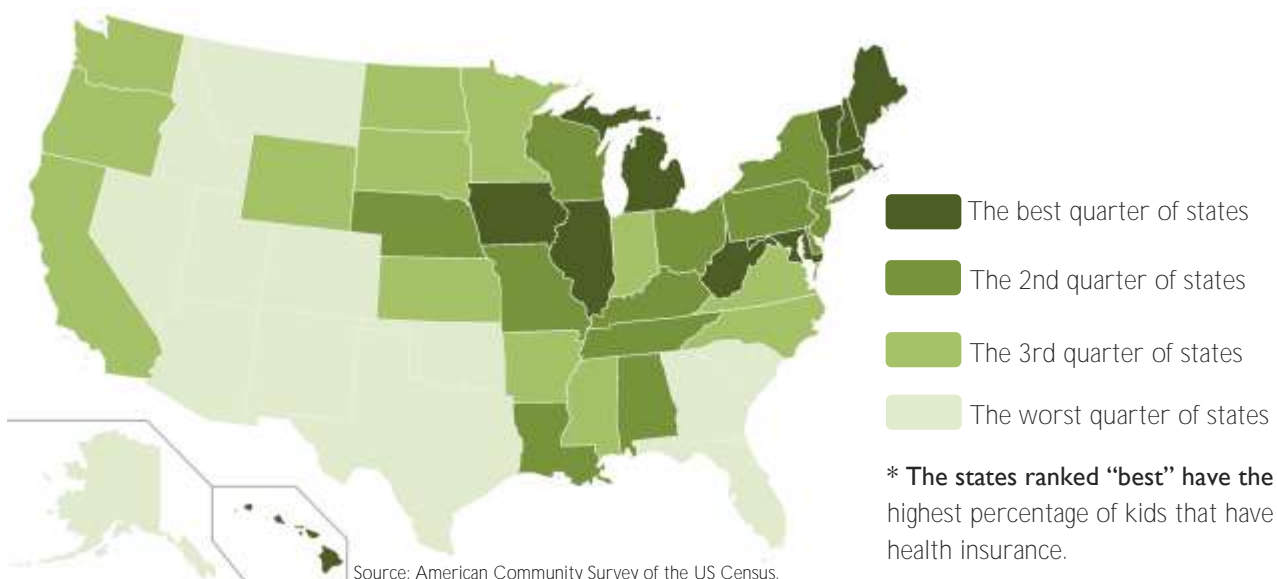 The best quarter of states
The 2nd quarter of states
The 3rd quarter of states
The worst quarter of states
* The states ranked “best” have the
highest percentage of kids that have
health insurance.
Source: American Community Survey of the US Census.